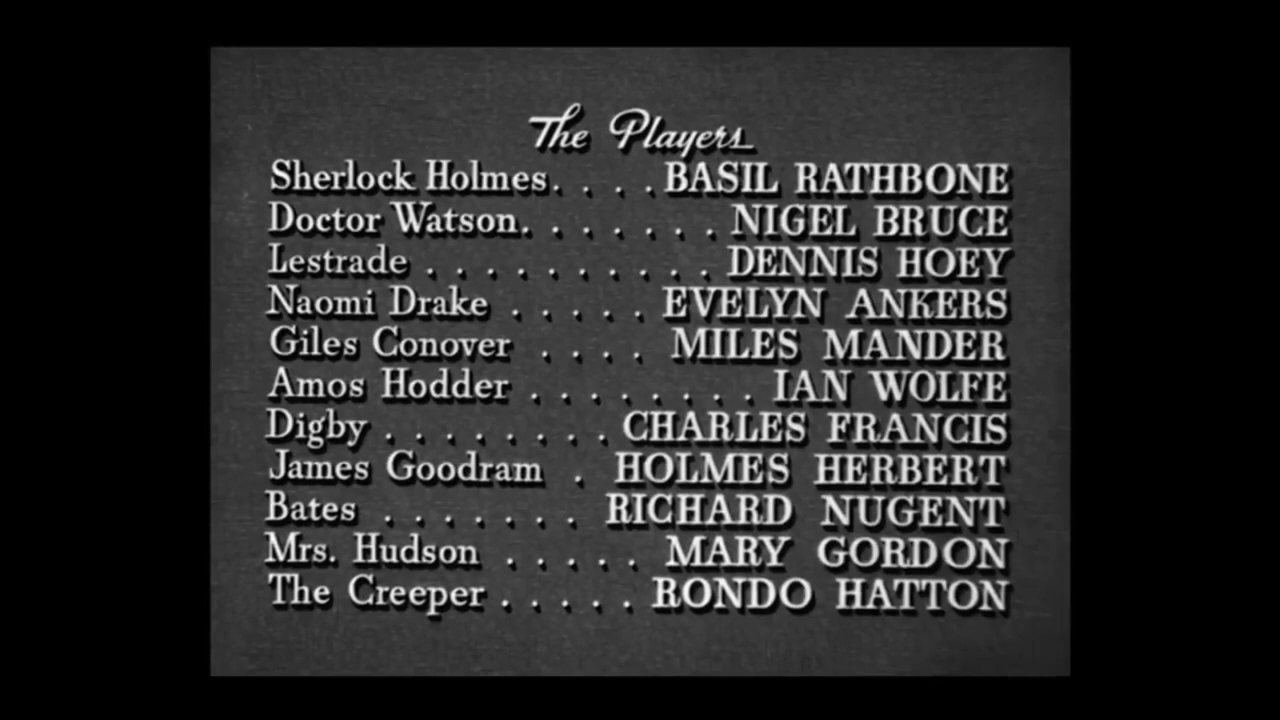 The Players
Sherlock Holmes. . . . BASIL RATHBONE
Doctor Watson. . . . . . . NIGEL BRUCE
Lestrade . . . . . . . . . . DENNIS HOEY
Naomi Drake . . . . . EVELYN ANKERS
Giles Conover . . . . MILES MANDER
Amos Hodder . . . . . . . . IAN WOLFE
Digby . . . . . . . . CHARLES FRANCIS
James Goodram . HOLMES HERBERT
Bates . . . . . . . RICHARD NUGENT
Mrs. Hudson . . . . . MARY GORDON
The Creeper . . . . . RONDO HATTON